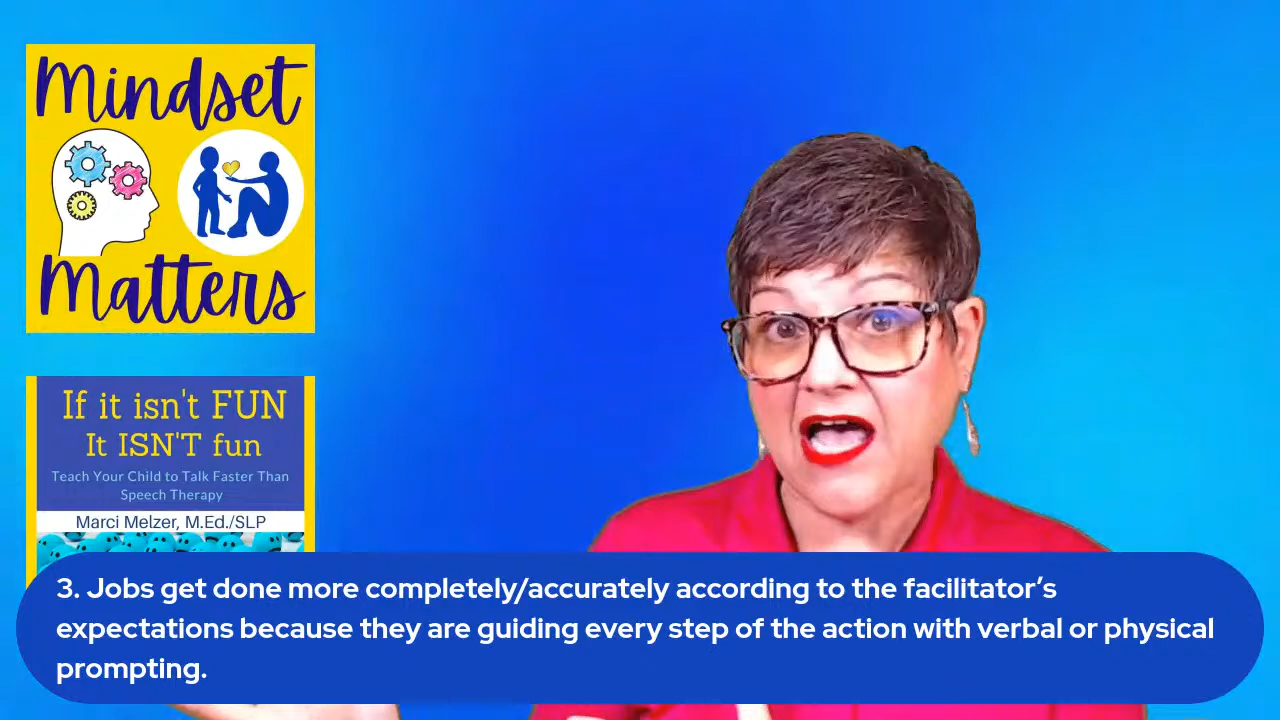 Mindset
Matters
If it isn't FUN
It ISN'T fun
Teach Your Child to Talk Faster Than
Speech Therapy
Marci Melzer, M.Ed./SLP
3. Jobs get done more completely/accurately according to the facilitator’s
expectations because they are guiding every step of the action with verbal or physical
prompting.